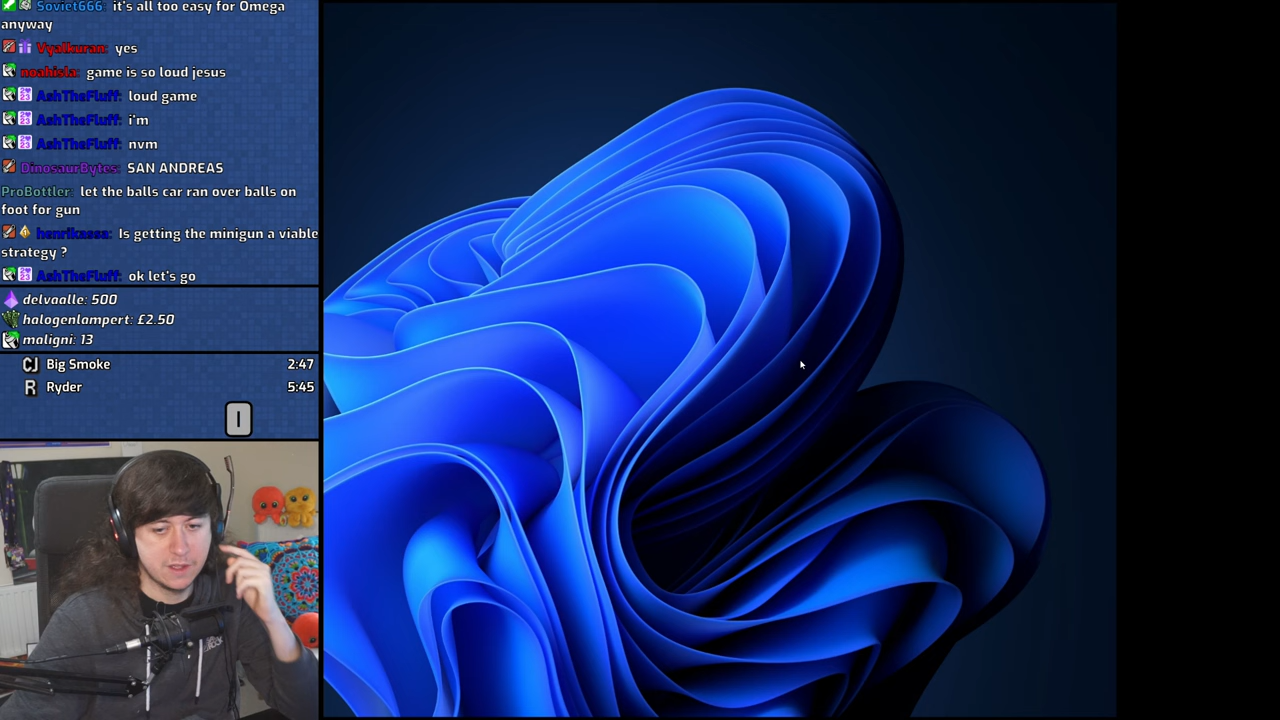 Soviet666: it's all too easy for Omega
anyway
Vyalkuran: yes
noahisla: game is so loud jesus
AshTheFluff: loud game
AshTheFluff: i'm
AshTheFluff: nvm
DinosaurBytes: SAN ANDREAS
ProBottler: let the balls car ran over balls on
foot for gun
henrikassa: Is getting the minigun a viable
strategy ?
AshTheFluff: ok let's go
delvaalle: 500
halogenlampert: £2.50
maligni: 13
CJ Big Smoke 2:47
R Ryder 5:45
I